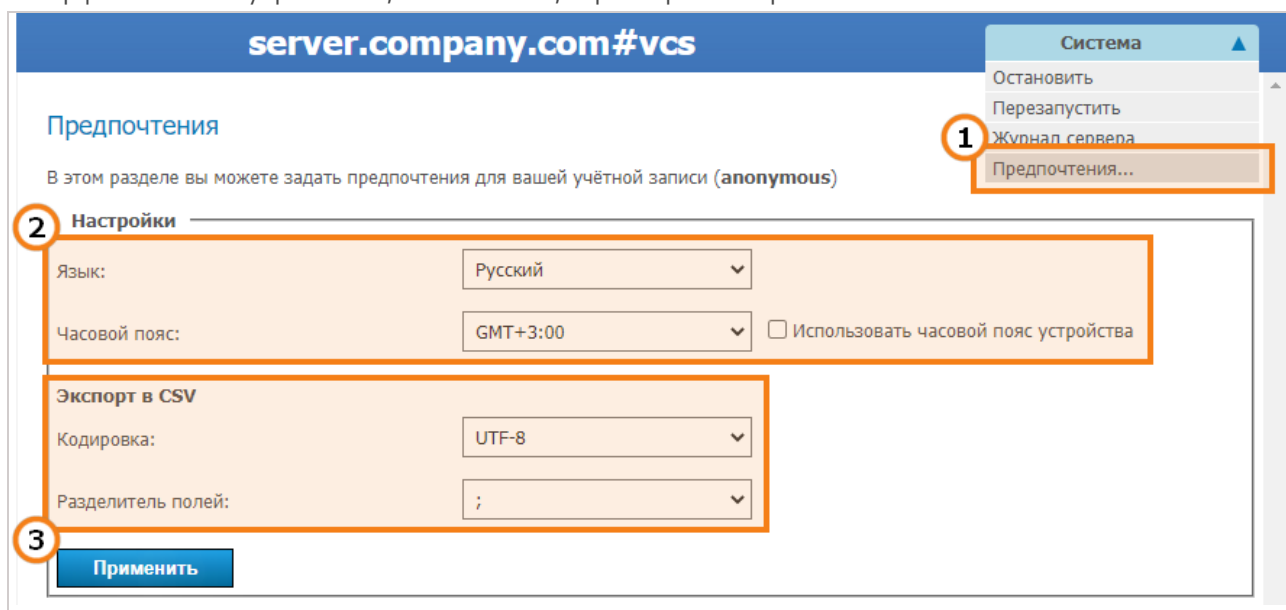 server.company.com#vcs
Система
Остановить
Перезапустить
Журнал сервера
1
Предпочтения...
Предпочтения
В этом разделе вы можете задать предпочтения для вашей учётной записи (anonymous)
2
Настройки
Язык:
Русский
Часовой пояс:
GMT+3:00
Использовать часовой пояс устройства
Экспорт в CSV
Кодировка:
UTF-8
Разделитель полей:
;
3
Применить